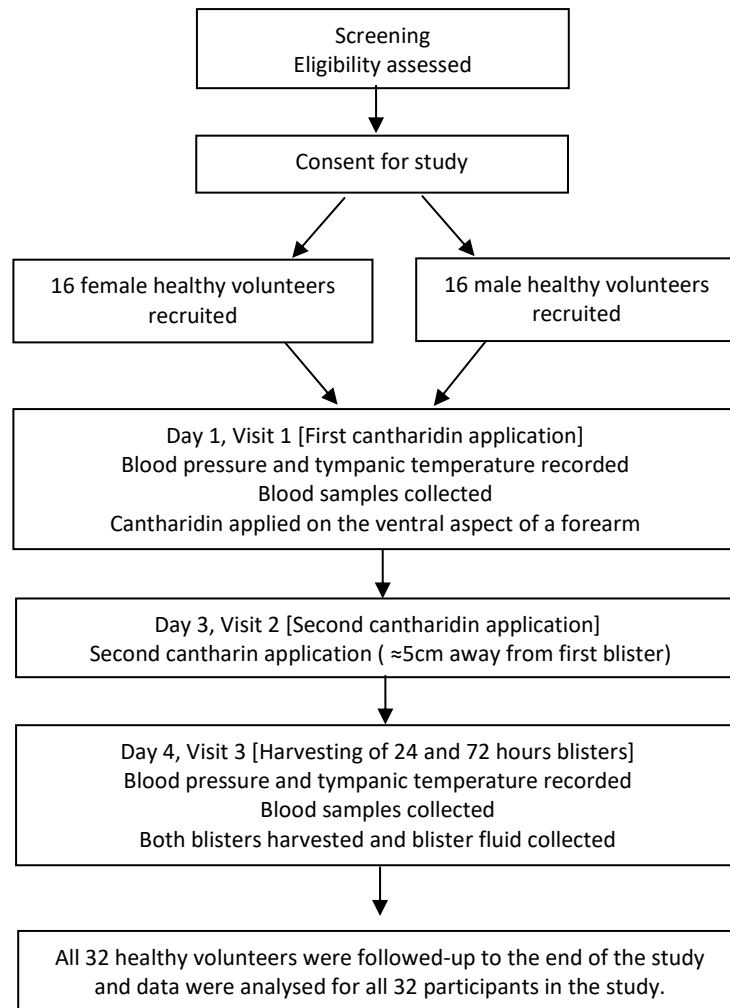 Screening
Eligibility assessed
Consent for study
16 female healthy volunteers
recruited
16 male healthy volunteers
recruited
Day 1, Visit 1 [First cantharidin application]
Blood pressure and tympanic temperature recorded
Blood samples collected
Cantharidin applied on the ventral aspect of a forearm
Day 3, Visit 2 [Second cantharidin application]
Second cantharin application ( ≈5cm away from first blister)
Day 4, Visit 3 [Harvesting of 24 and 72 hours blisters]
Blood pressure and tympanic temperature recorded
Blood samples collected
Both blisters harvested and blister fluid collected
All 32 healthy volunteers were followed-up to the end of the study
and data were analysed for all 32 participants in the study.